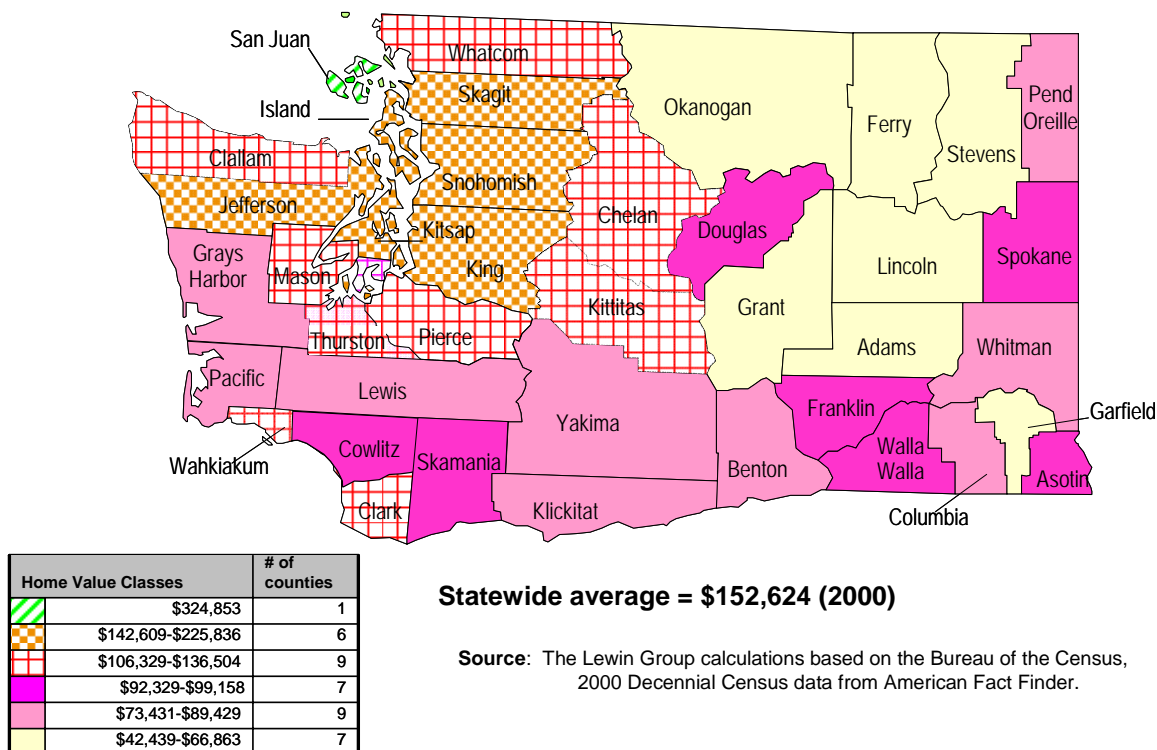 San Juan
Whatcom
Skagit
Island
Okanogan
Ferry
Pend
Oreille
Stevens
Clallam
Snohomish
Jefferson
Chelan
Kitsap
Douglas
Grays
Harbor
Mason
King
Lincoln
Spokane
Kittitas
Grant
Thurston
Pierce
Adams
Whitman
Pacific
Lewis
Yakima
Franklin
Garfield
Cowlitz
Walla
Walla
Wahkiakum
Skamania
Benton
Asotin
Clark
Klickitat
Columbia
Home Value Classes # of
counties
$324,853 1
$142,609-$225,836 6
$106,329-$136,504 9
$92,329-$99,158 7
$73,431-$89,429 9
$42,439-$66,863 7
Statewide average = $152,624 (2000)
Source: The Lewin Group calculations based on the Bureau of the Census,
2000 Decennial Census data from American Fact Finder.